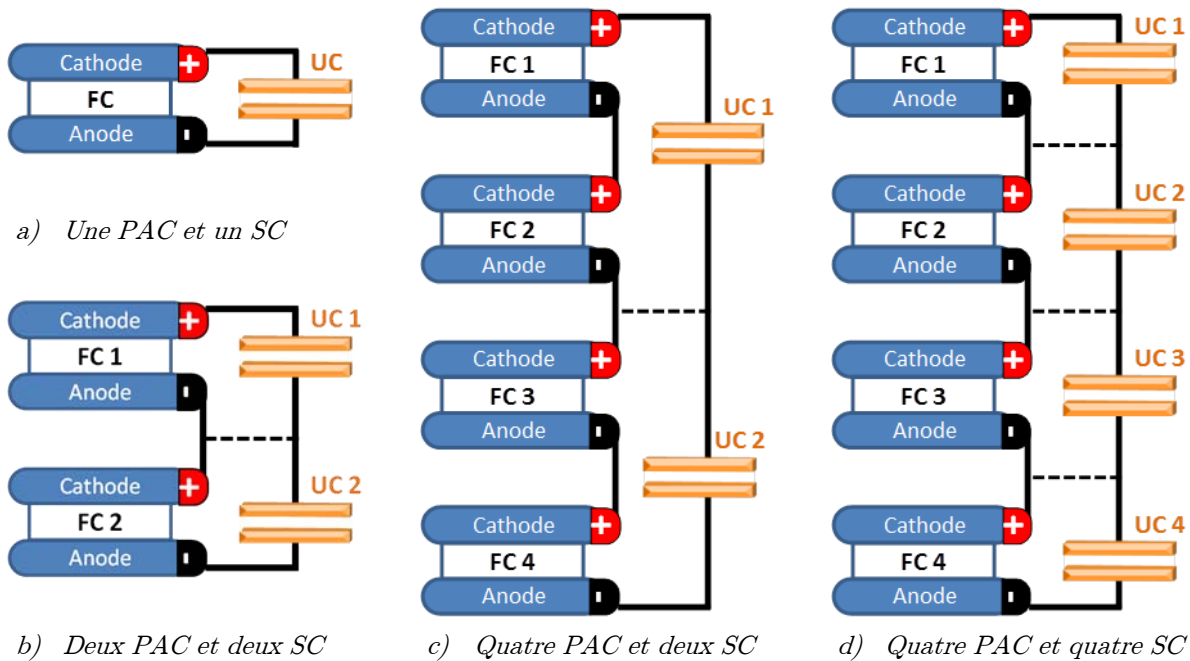 Cathode
+
UC
FC
Anode
-
a) Une PAC et un SC
Cathode
+
UC 1
FC 1
Anode
-
Cathode
+
UC 2
FC 2
Anode
-
b) Deux PAC et deux SC
Cathode
+
FC 1
Anode
-
UC 1
Cathode
+
FC 2
Anode
-
Cathode
+
FC 3
Anode
-
UC 2
Cathode
+
FC 4
Anode
-
c) Quatre PAC et deux SC
Cathode
+
UC 1
FC 1
Anode
-
Cathode
+
UC 2
FC 2
Anode
-
Cathode
+
UC 3
FC 3
Anode
-
Cathode
+
UC 4
FC 4
Anode
-
d) Quatre PAC et quatre SC